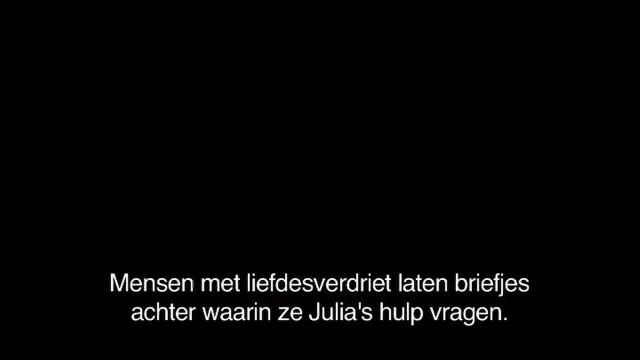 Mensen met liefdesverdriet laten briefjes
achter waarin ze Julia's hulp vragen.